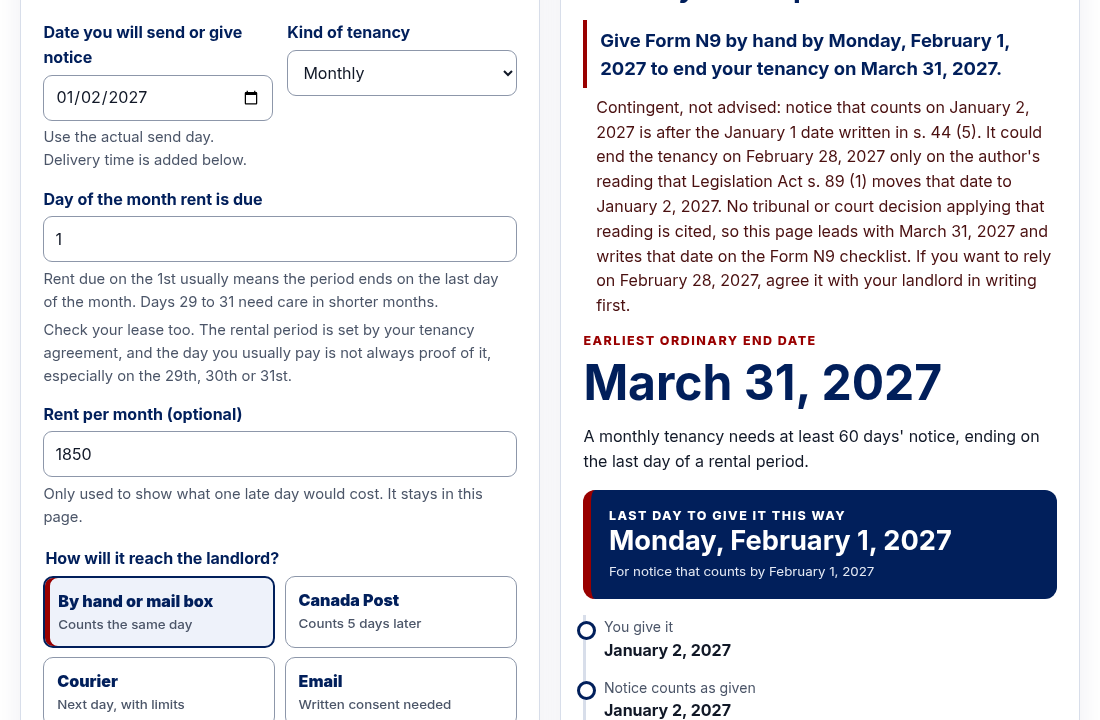 Date you will send or give
notice
01/02/2027
Use the actual send day.
Delivery time is added below.
Kind of tenancy
Monthly
Day of the month rent is due
1
Rent due on the 1st usually means the period ends on the last day
of the month. Days 29 to 31 need care in shorter months.
Check your lease too. The rental period is set by your tenancy
agreement, and the day you usually pay is not always proof of it,
especially on the 29th, 30th or 31st.
Rent per month (optional)
1850
Only used to show what one late day would cost. It stays in this
page.
How will it reach the landlord?
By hand or mail box
Counts the same day
Canada Post
Counts 5 days later
Courier
Next day, with limits
Email
Written consent needed
Give Form N9 by hand by Monday, February 1,
2027 to end your tenancy on March 31, 2027.
Contingent, not advised: notice that counts on January 2,
2027 is after the January 1 date written in s. 44 (5). It could
end the tenancy on February 28, 2027 only on the author's
reading that Legislation Act s. 89 (1) moves that date to
January 2, 2027. No tribunal or court decision applying that
reading is cited, so this page leads with March 31, 2027 and
writes that date on the Form N9 checklist. If you want to rely
on February 28, 2027, agree it with your landlord in writing
first.
EARLIEST ORDINARY END DATE
March 31, 2027
A monthly tenancy needs at least 60 days' notice, ending on
the last day of a rental period.
LAST DAY TO GIVE IT THIS WAY
Monday, February 1, 2027
For notice that counts by February 1, 2027
You give it
January 2, 2027
Notice counts as given
January 2, 2027